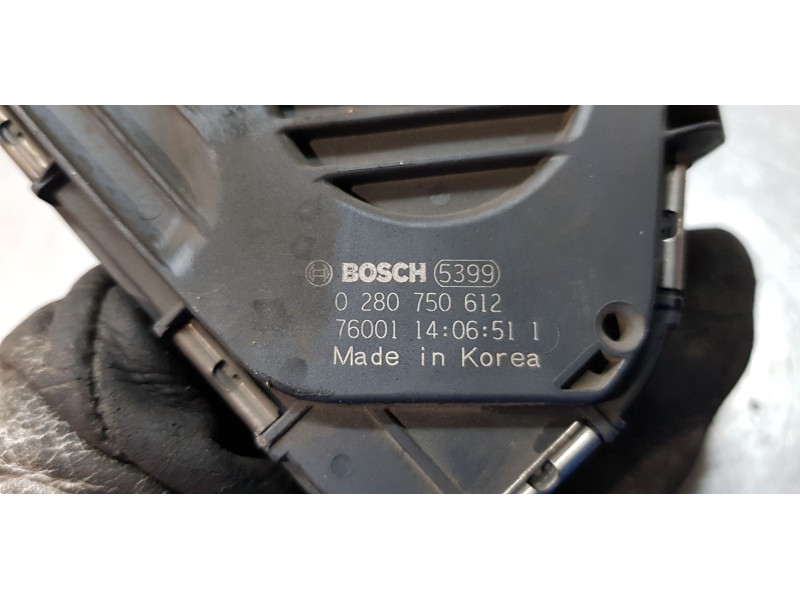 BOSCH 5399
0 280 750 612
76001 14:06:51 1
Made in Korea